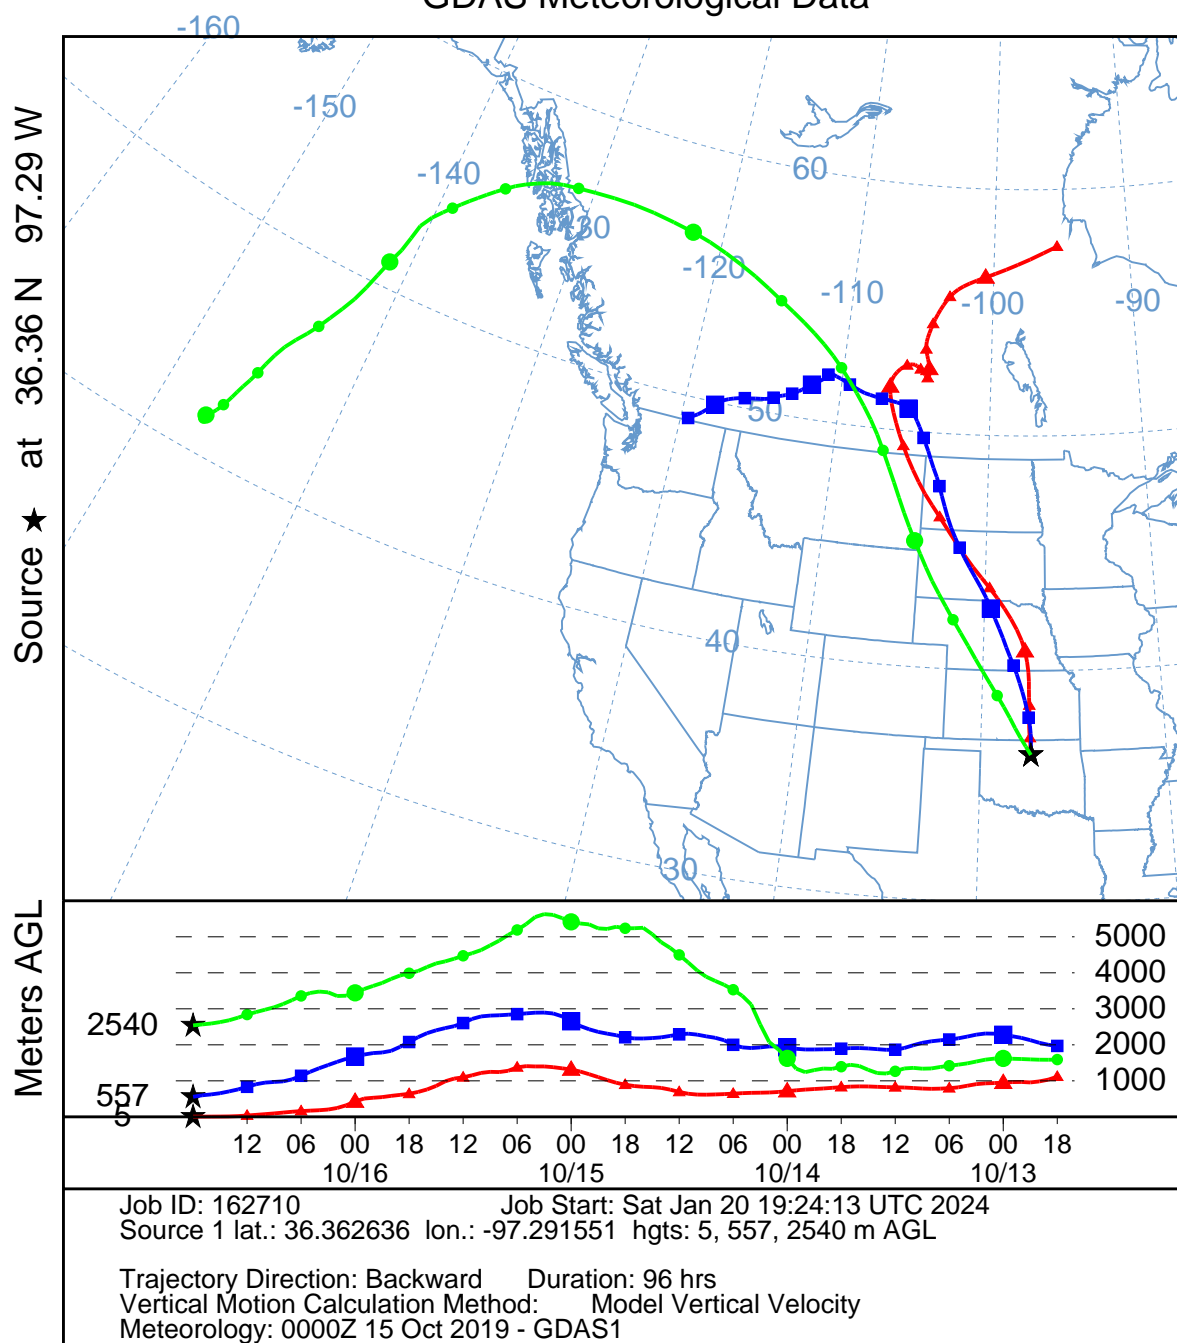 GDAS Meteorological Data
-160
-150
-140
-130
-120
-110
-100
-90
60
50
40
30
Source ★ at 36.36 N 97.29 W
Meters AGL
5000
4000
3000
2000
1000
2540
557
5
12 06 00 18 12 06 00 18 12 06 00 18 12 06 00 18
10/16 10/15 10/14 10/13
Job ID: 162710 Job Start: Sat Jan 20 19:24:13 UTC 2024
Source 1 lat.: 36.362636 lon.: -97.291551 hgts: 5, 557, 2540 m AGL
Trajectory Direction: Backward Duration: 96 hrs
Vertical Motion Calculation Method: Model Vertical Velocity
Meteorology: 0000Z 15 Oct 2019 - GDAS1